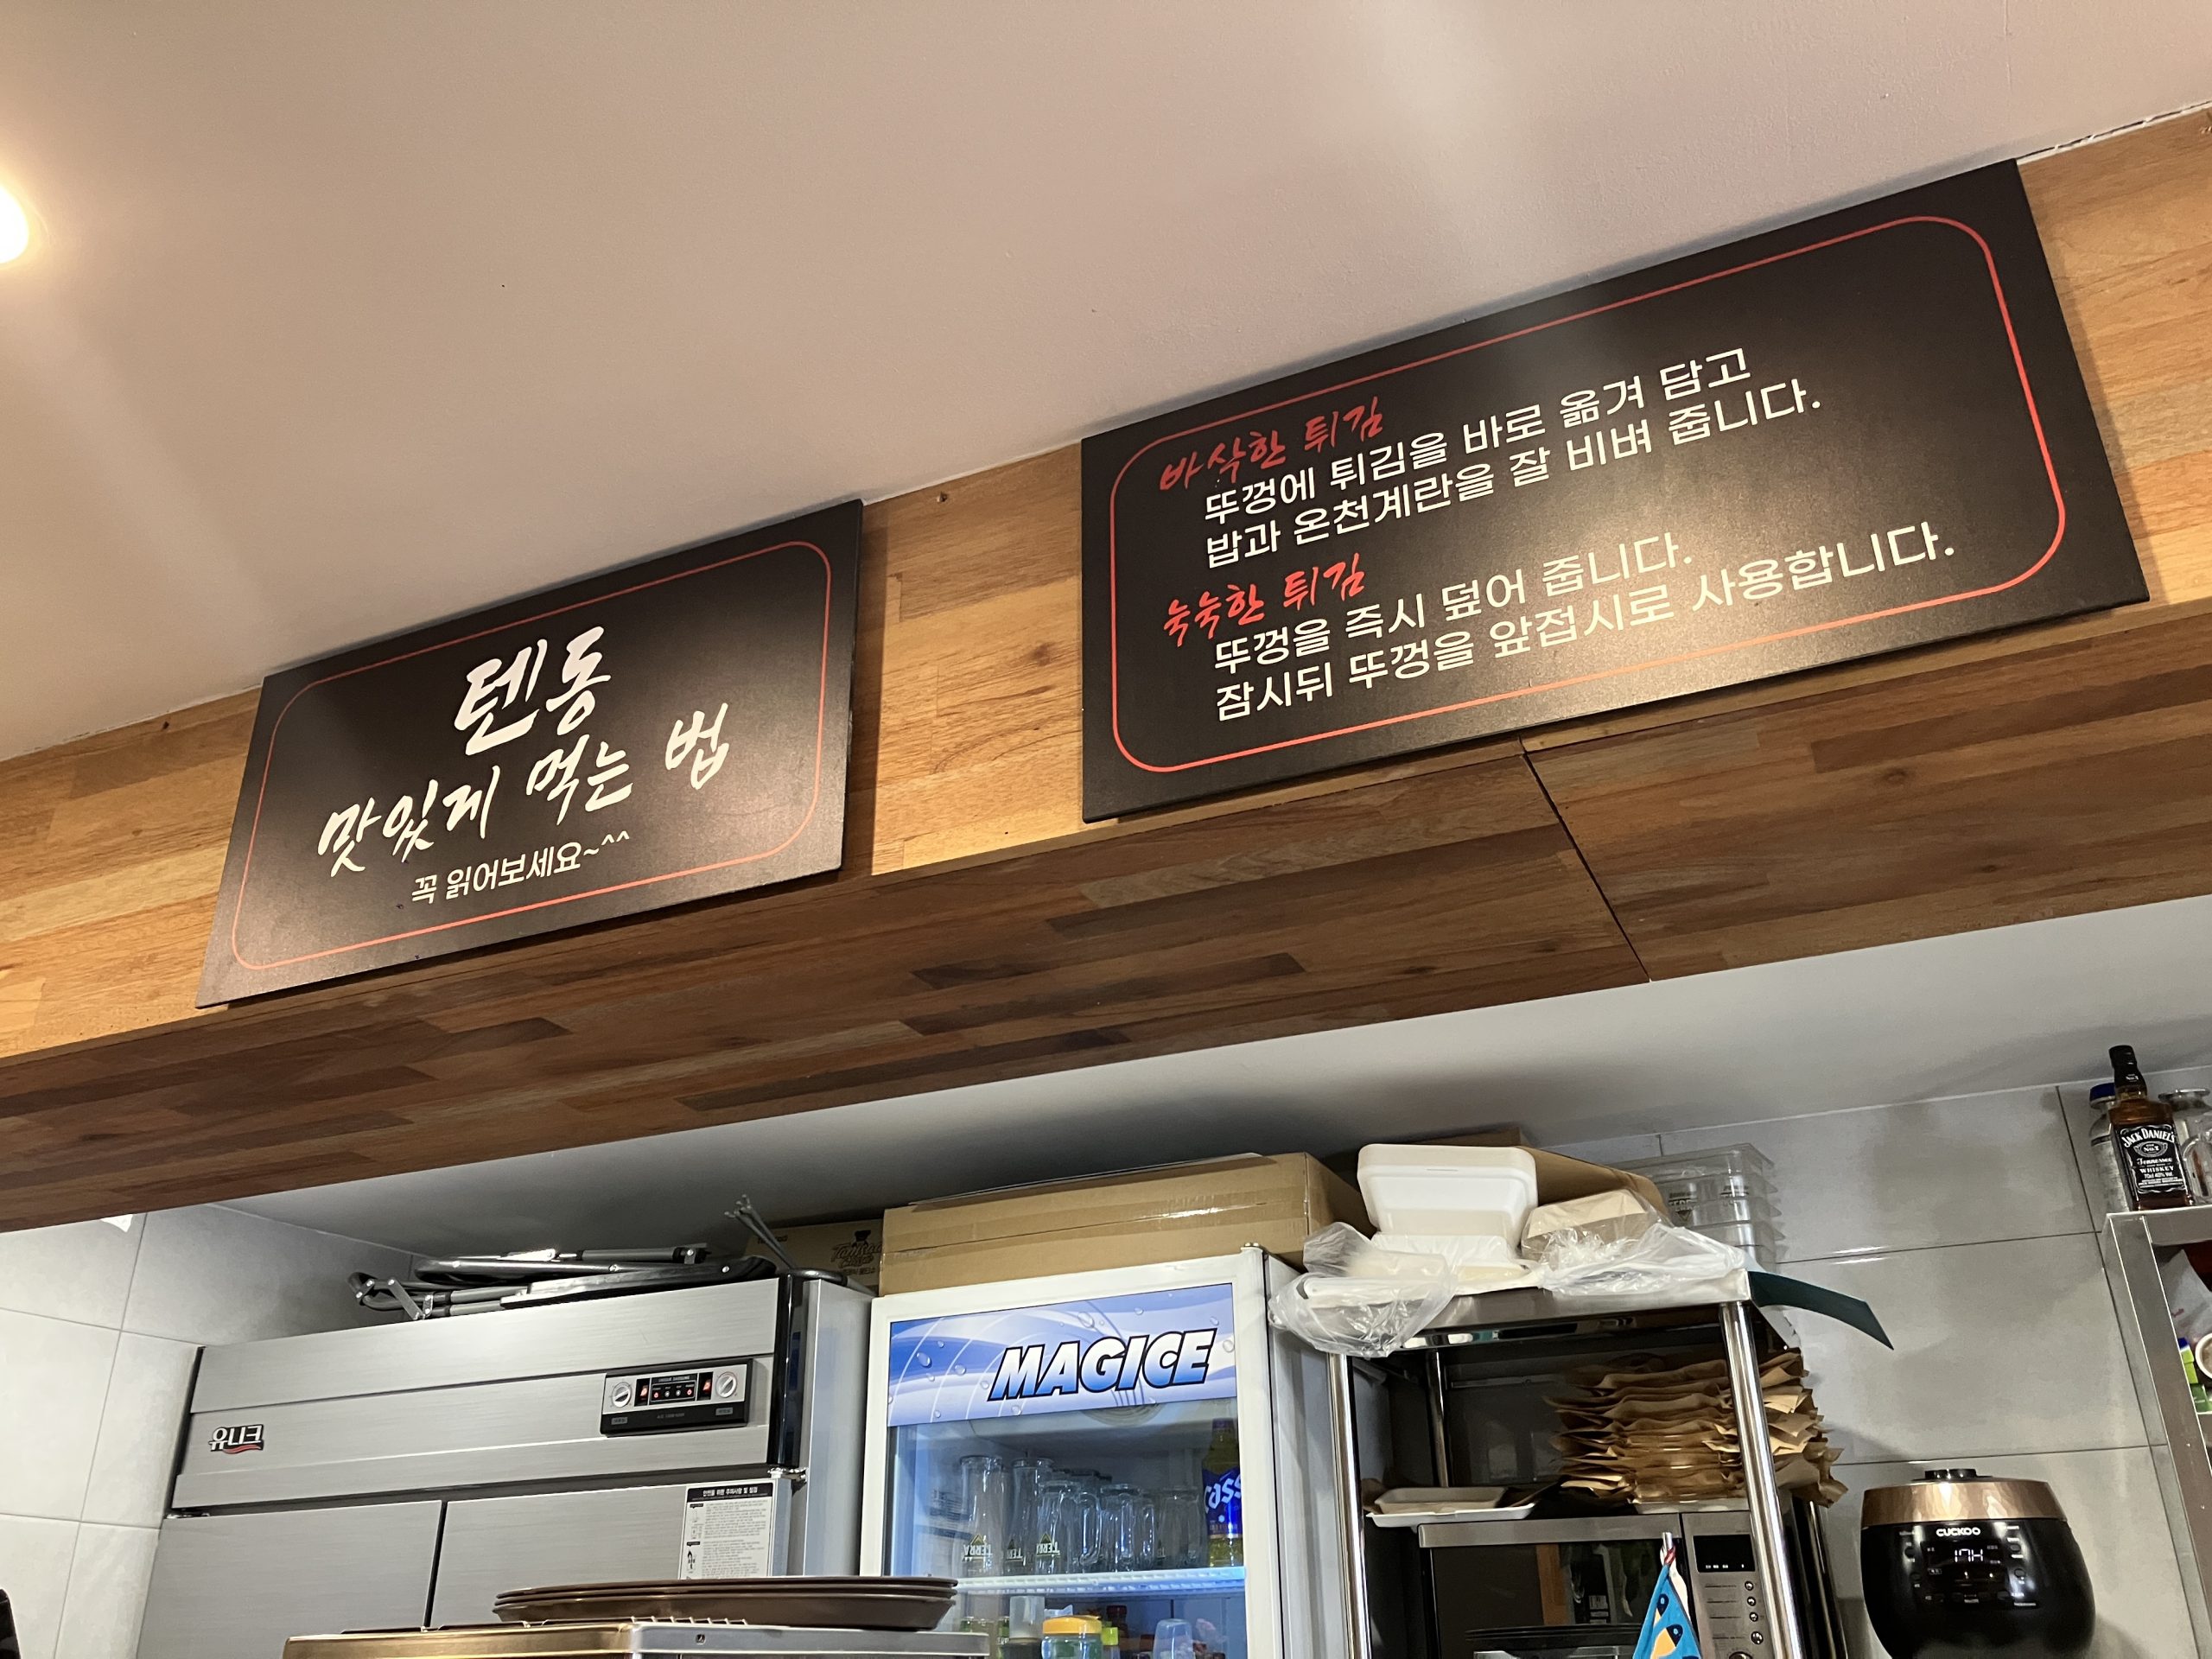 텐동
맛있게 먹는 법
꼭 읽어보세요~^^
바삭한 튀김
뚜껑에 튀김을 바로 옮겨 담고
밥과 온천계란을 잘 비벼 줍니다.
눅눅한 튀김
뚜껑을 즉시 덮어 줍니다.
잠시뒤 뚜껑을 앞접시로 사용합니다.
JACK DANIEL'S
Tennessee
WHISKEY
MAGICE
유니크
TERRA
TERRA
CUCKOO